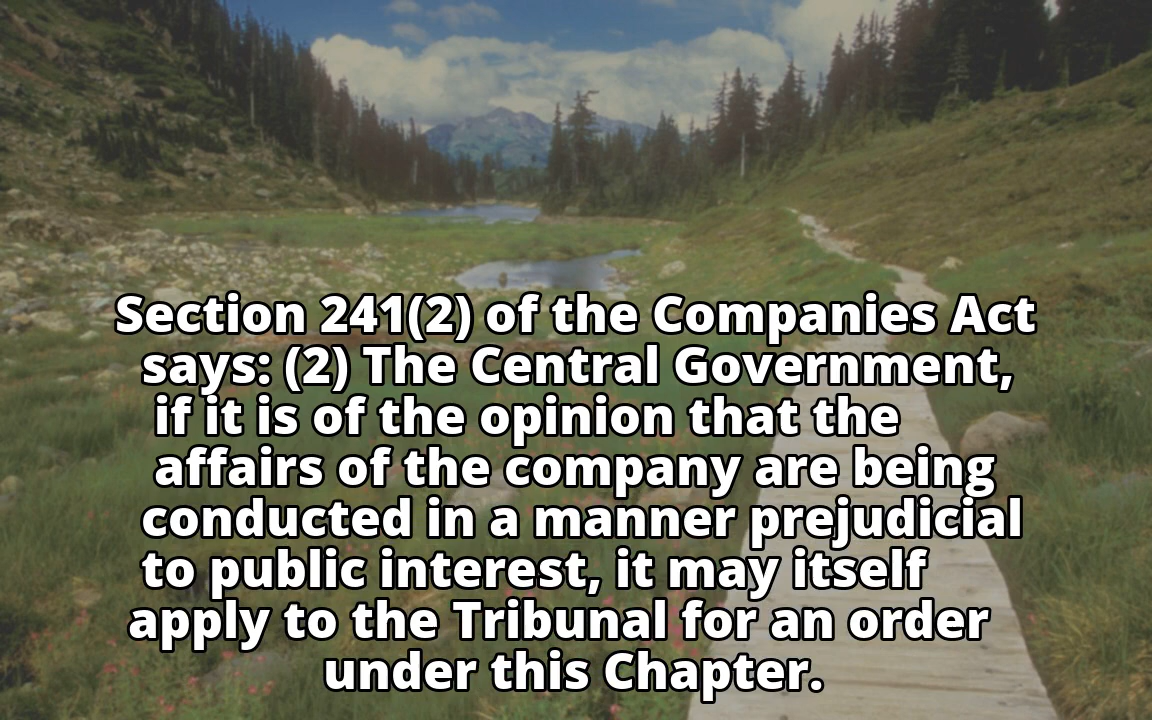 Section 241(2) of the Companies Act
says: (2) The Central Government,
if it is of the opinion that the
affairs of the company are being
conducted in a manner prejudicial
to public interest, it may itself
apply to the Tribunal for an order
under this Chapter.